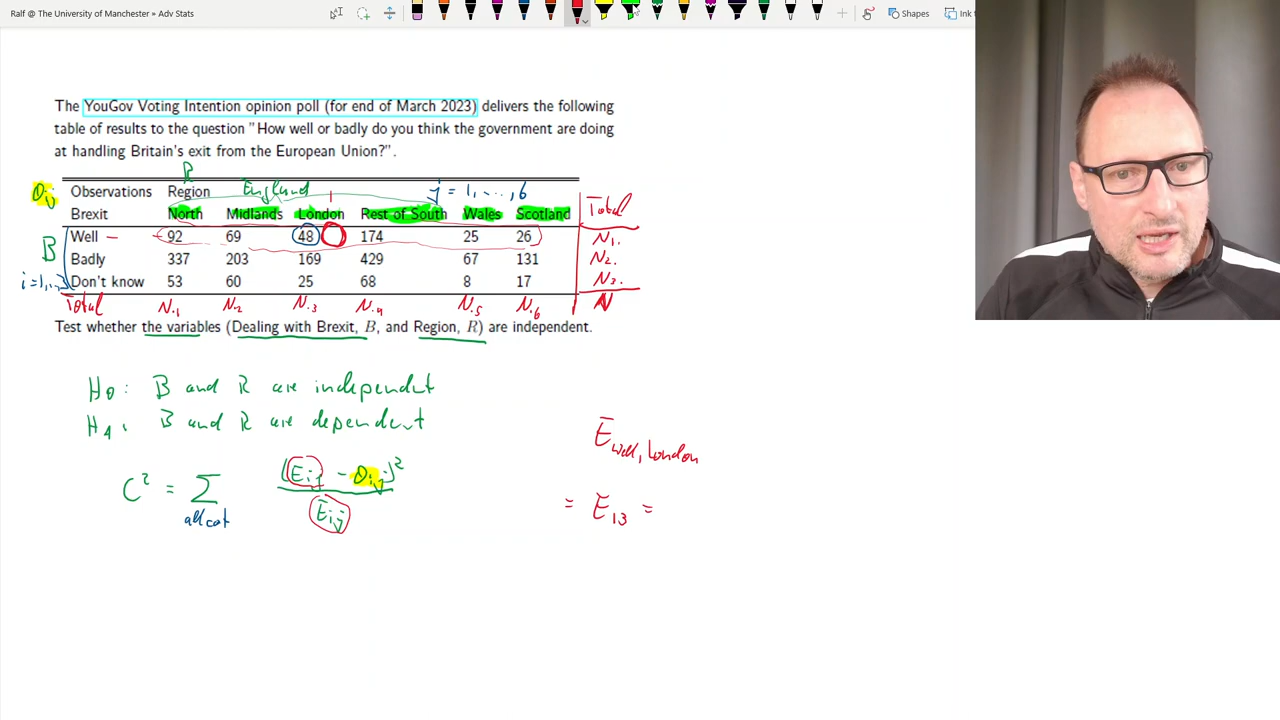 Ralf @ The University of Manchester » Adv Stats
Shapes
Ink t
The YouGov Voting Intention opinion poll (for end of March 2023) delivers the following
table of results to the question "How well or badly do you think the government are doing
at handling Britain's exit from the European Union?".
R
Oij Observations Region England j = 1, ..., 6
Brexit North Midlands London Rest of South Wales Scotland Total
Well 92 69 48 174 25 26 N1.
B Badly 337 203 169 429 67 131 N2.
i=1,..,3 Don't know 53 60 25 68 8 17 N3.
Total N.1 N.2 N.3 N.4 N.5 N.6 N
Test whether the variables (Dealing with Brexit, B, and Region, R) are independent.
H0: B and R are independent
HA: B and R are dependent
E well, London
C² = Σ all cat (Eij - Oij)² / Eij
= E13 =